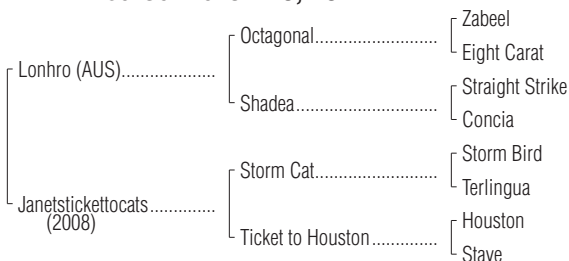 Zabeel
Octagonal
Eight Carat
Lonhro (AUS)
Straight Strike
Shadea
Concia
Storm Bird
Storm Cat
Terlingua
Janetstickettocats
(2008)
Houston
Ticket to Houston
Stave